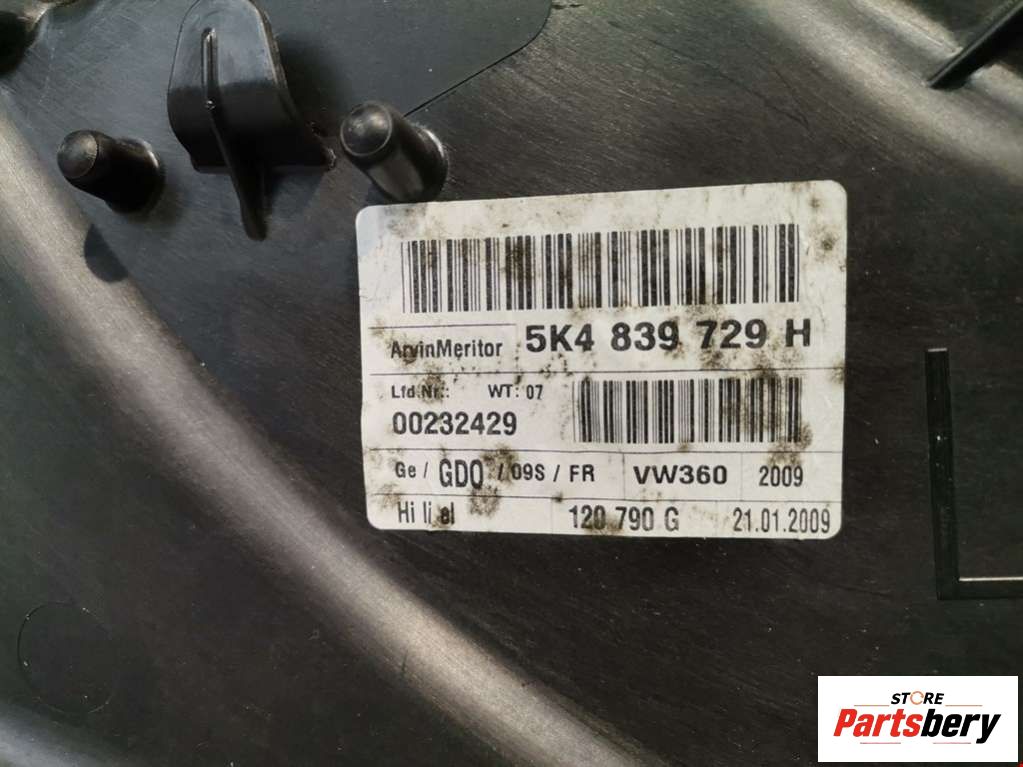 ArvinMeritor 5K4 839 729 H
Lfd.Nr.: WT: 07
00232429
Ge / GDQ / 09S / FR VW360 2009
Hi li el 120 790 G 21.01.2009
STORE
Partsbery